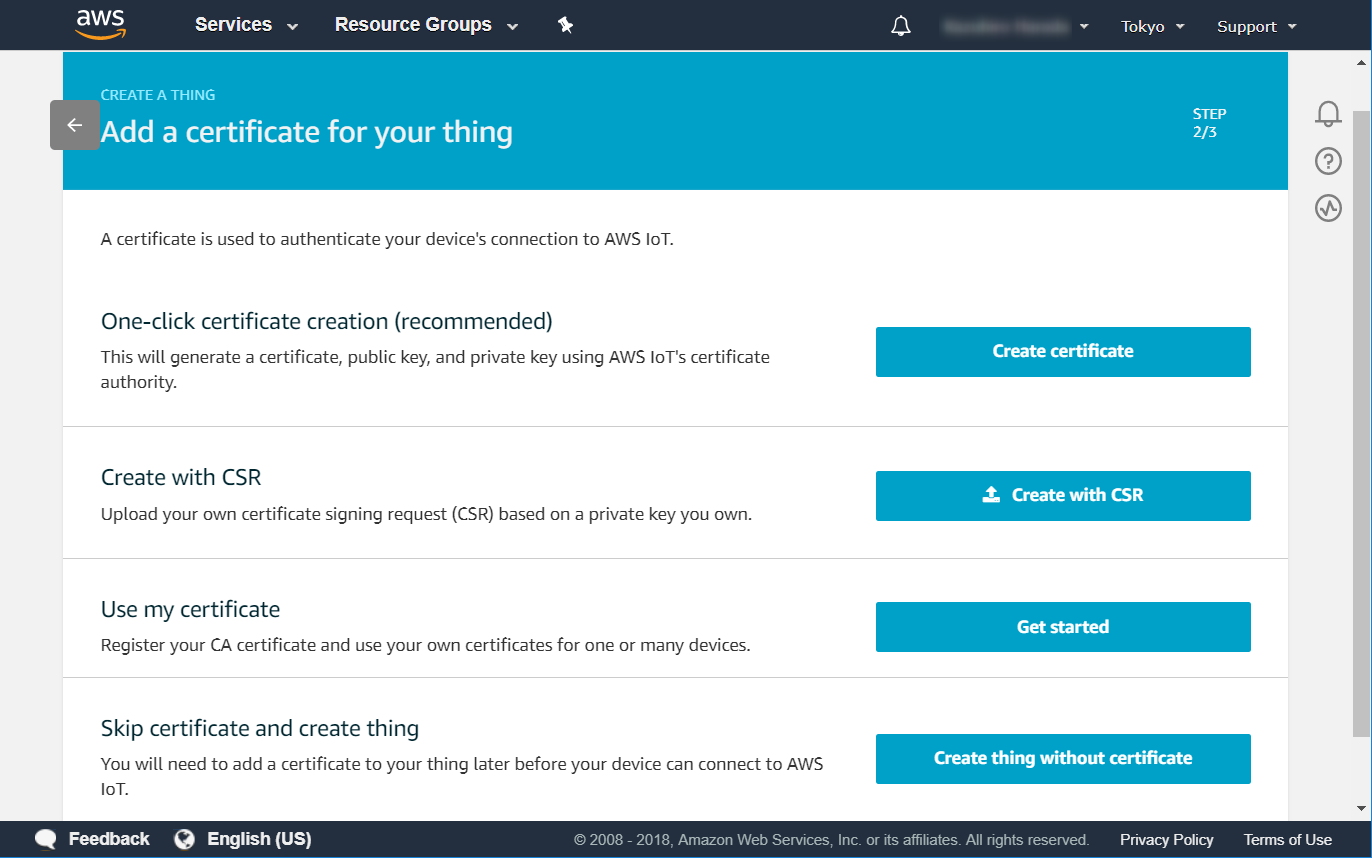 aws Services Resource Groups Tokyo Support
CREATE A THING
Add a certificate for your thing
STEP
2/3
A certificate is used to authenticate your device's connection to AWS IoT.
One-click certificate creation (recommended)
This will generate a certificate, public key, and private key using AWS IoT's certificate
authority.
Create certificate
Create with CSR
Upload your own certificate signing request (CSR) based on a private key you own.
Create with CSR
Use my certificate
Register your CA certificate and use your own certificates for one or many devices.
Get started
Skip certificate and create thing
You will need to add a certificate to your thing later before your device can connect to AWS
IoT.
Create thing without certificate
Feedback English (US) © 2008 - 2018, Amazon Web Services, Inc. or its affiliates. All rights reserved. Privacy Policy Terms of Use